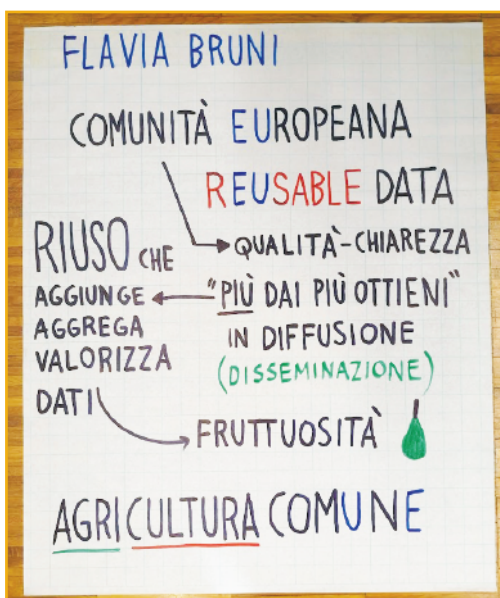 FLAVIA BRUNI
COMUNITÀ EUROPEANA
REUSABLE DATA
QUALITÀ-CHIAREZZA
RIUSO CHE
AGGIUNGE
AGGREGA
VALORIZZA
DATI
"PIÙ DAI PIÙ OTTIENI"
IN DIFFUSIONE
(DISSEMINAZIONE)
FRUTTUOSITÀ
AGRICULTURA COMUNE